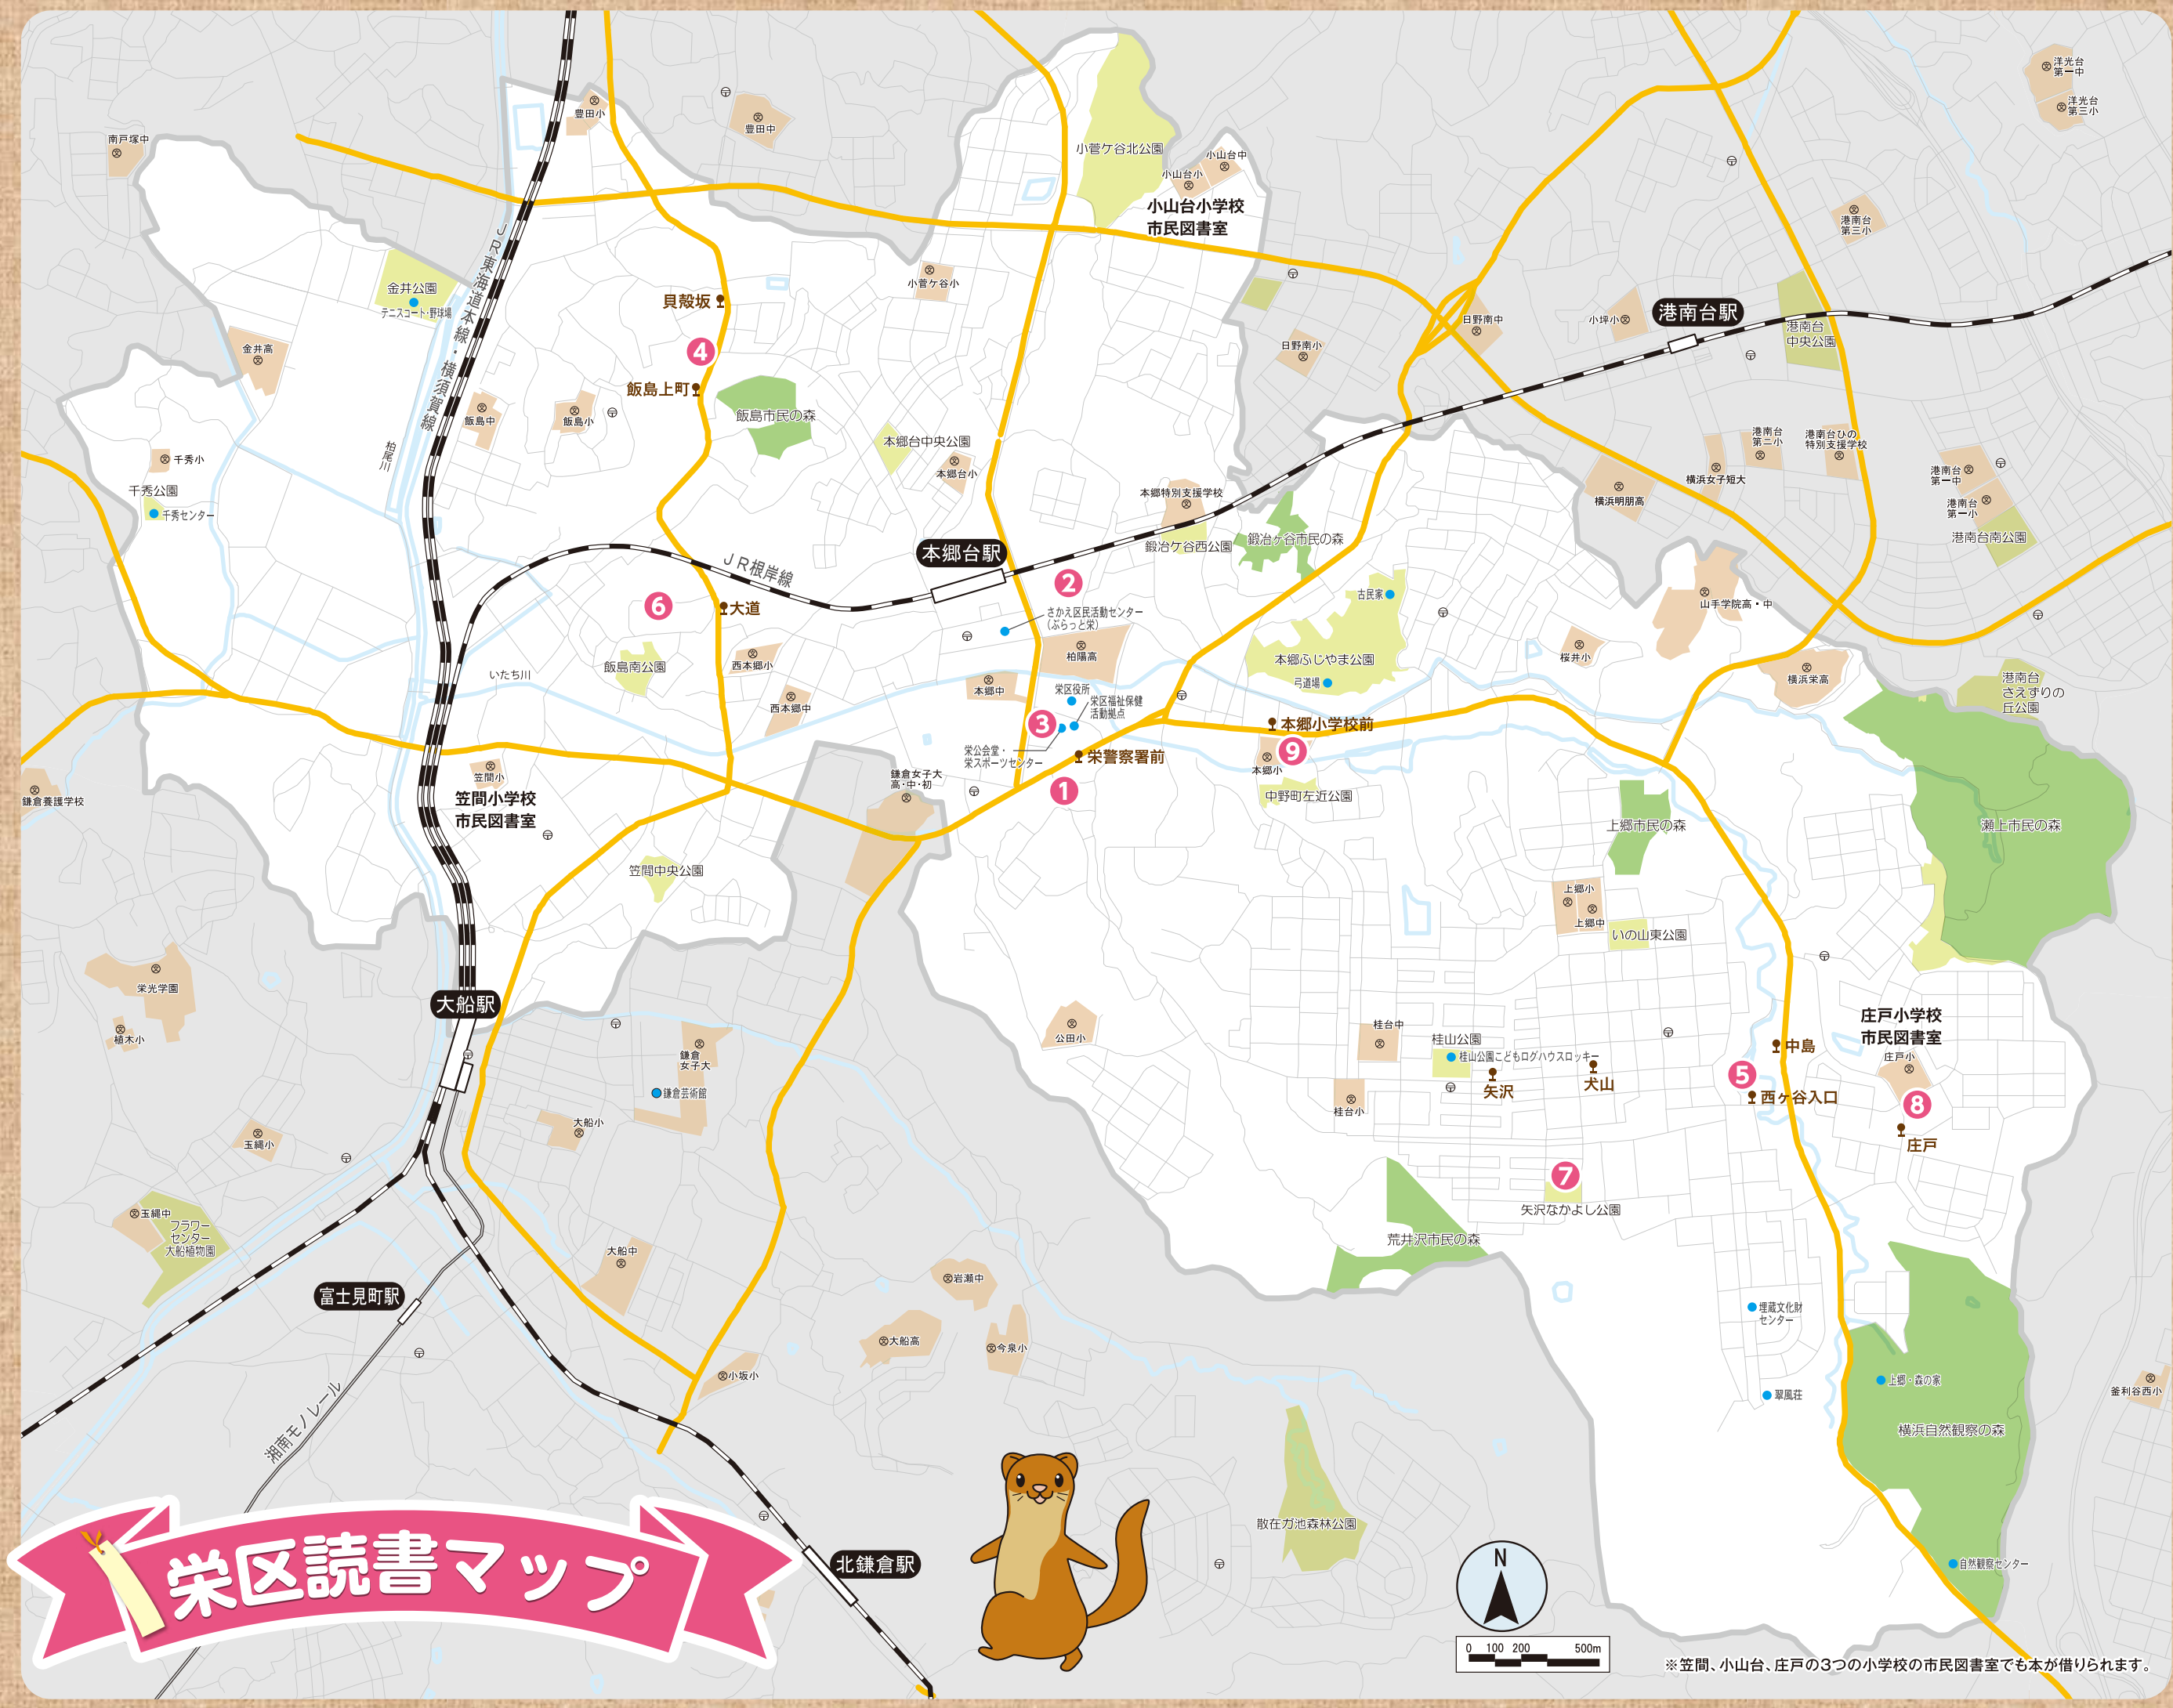 南戸塚中
豊田小
豊田中
小菅ケ谷北公園
小山台中
小山台小
小山台小学校
市民図書室
洋光台
第一中
洋光台
第三小
港南台
第三小
金井公園
テニスコート・野球場
JR東海道本線・横須賀線
小菅ケ谷小
貝殻坂
4
飯島上町
飯島市民の森
金井高
飯島中
飯島小
柏尾川
日野南小
日野南中
小坪小
港南台駅
港南台
中央公園
千秀小
千秀公園
千秀センター
本郷台中央公園
本郷台小
本郷特別支援学校
鍛冶ケ谷西公園
鍛冶ヶ谷市民の森
横浜明朋高
横浜女子短大
港南台
第二小
港南台ひの
特別支援学校
港南台
第一中
港南台
第一小
港南台南公園
JR根岸線
本郷台駅
2
6
大道
さかえ区民活動センター
(ぷらっと栄)
古民家
山手学院高・中
飯島南公園
西本郷小
柏陽高
本郷ふじやま公園
弓道場
桜井小
横浜栄高
港南台
さえずりの
丘公園
いたち川
西本郷中
本郷中
栄区役所
栄区福祉保健
活動拠点
3
栄公会堂・
栄スポーツセンター
栄警察署前
1
本郷小学校前
9
本郷小
中野町左近公園
鎌倉養護学校
笠間小
笠間小学校
市民図書室
鎌倉女子大
高・中・初
笠間中央公園
上郷市民の森
瀬上市民の森
上郷小
上郷中
いの山東公園
栄光学園
植木小
大船駅
鎌倉
女子大
鎌倉芸術館
大船小
公田小
桂台中
桂台小
桂山公園
桂山公園こどもログハウスロッキー
矢沢
犬山
中島
5
西ヶ谷入口
庄戸小学校
市民図書室
庄戸小
8
庄戸
玉縄小
玉縄中
フラワー
センター
大船植物園
7
矢沢なかよし公園
荒井沢市民の森
富士見町駅
大船中
岩瀬中
大船高
今泉小
小坂小
湘南モノレール
埋蔵文化財
センター
翠風荘
上郷・森の家
横浜自然観察の森
釜利谷西小
散在ガ池森林公園
自然観察センター
北鎌倉駅
栄区読書マップ
N
0 100 200 500m
※笠間、小山台、庄戸の3つの小学校の市民図書室でも本が借りられます。